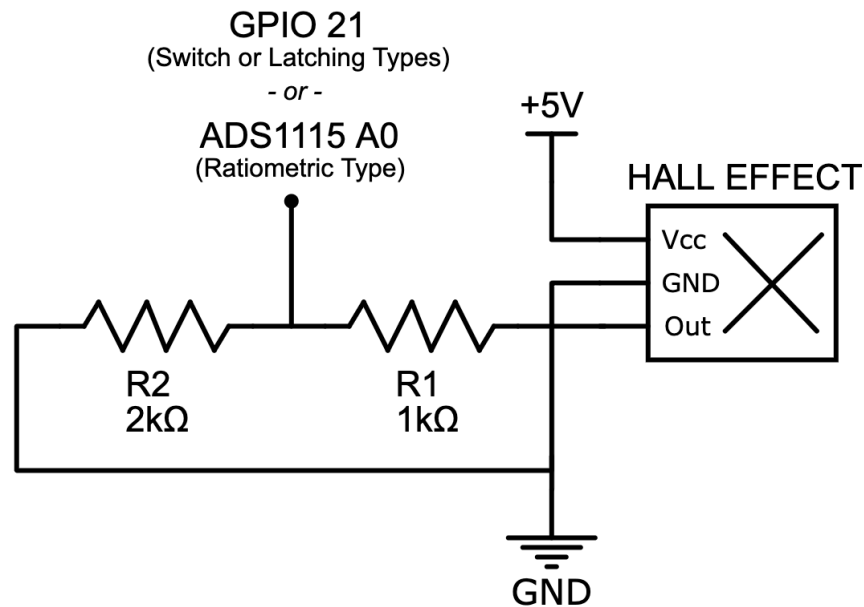 GPIO 21
(Switch or Latching Types)
- or -
ADS1115 A0
(Ratiometric Type)
+5V
HALL EFFECT
Vcc
GND
Out
R2
2kΩ
R1
1kΩ
GND